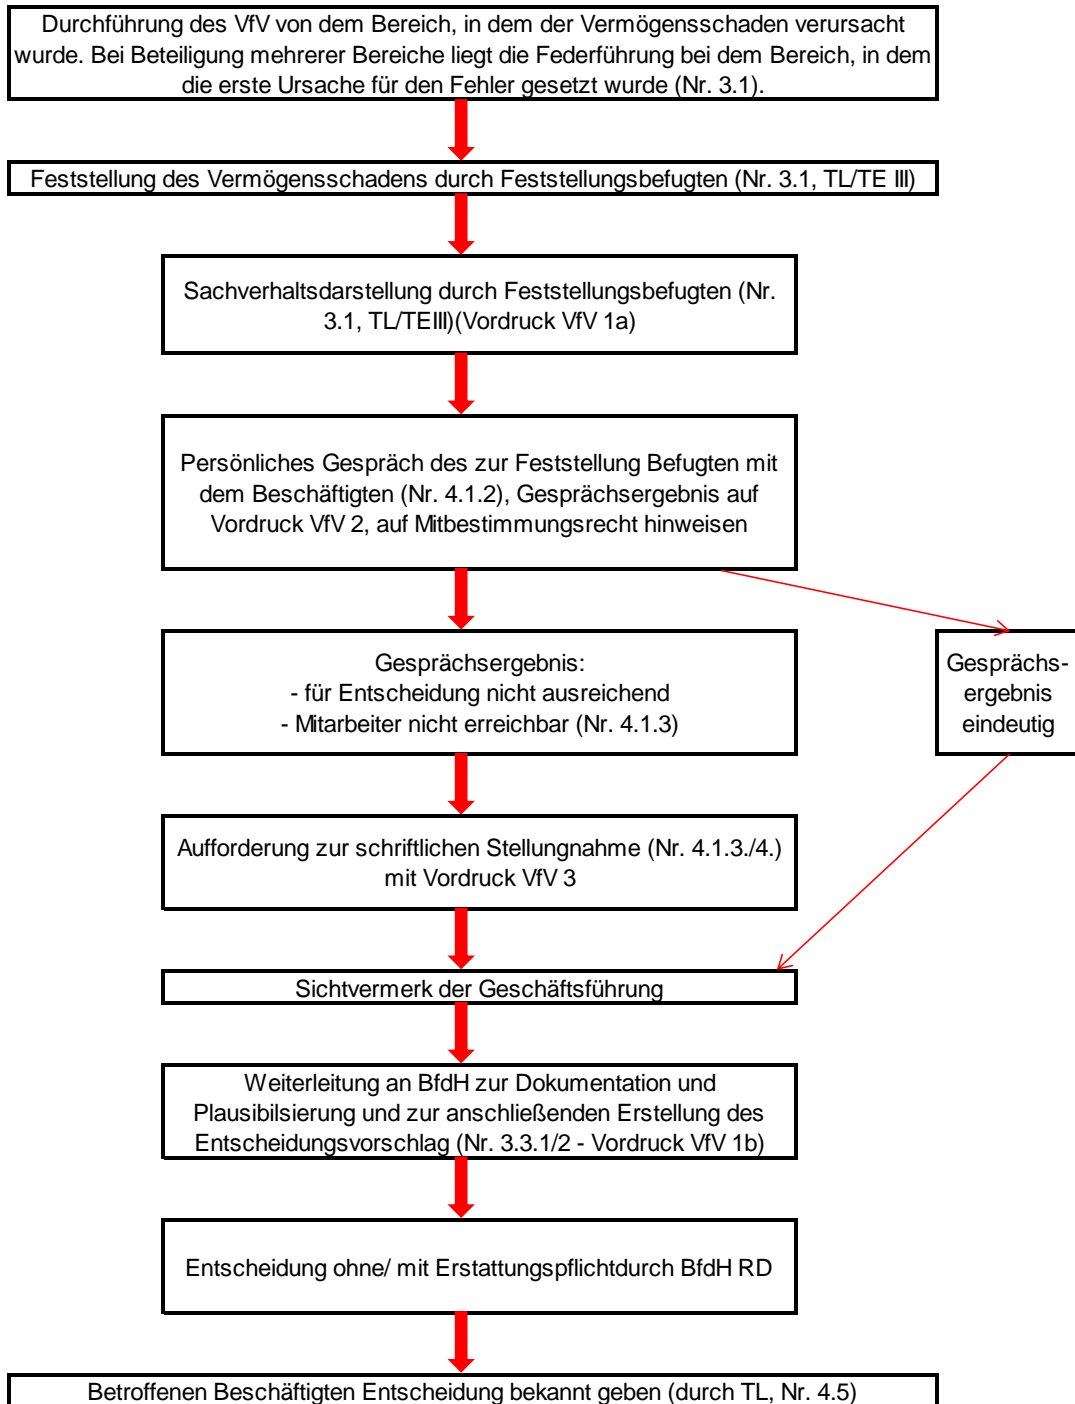 Durchführung des VfV von dem Bereich, in dem der Vermögensschaden verursacht
wurde. Bei Beteiligung mehrerer Bereiche liegt die Federführung bei dem Bereich, in dem
die erste Ursache für den Fehler gesetzt wurde (Nr. 3.1).
Feststellung des Vermögensschadens durch Feststellungsbefugten (Nr. 3.1, TL/TE III)
Sachverhaltsdarstellung durch Feststellungsbefugten (Nr.
3.1, TL/TEIII)(Vordruck VfV 1a)
Persönliches Gespräch des zur Feststellung Befugten mit
dem Beschäftigten (Nr. 4.1.2), Gesprächsergebnis auf
Vordruck VfV 2, auf Mitbestimmungsrecht hinweisen
Gesprächsergebnis:
- für Entscheidung nicht ausreichend
- Mitarbeiter nicht erreichbar (Nr. 4.1.3)
Gesprächs-
ergebnis
eindeutig
Aufforderung zur schriftlichen Stellungnahme (Nr. 4.1.3./4.)
mit Vordruck VfV 3
Sichtvermerk der Geschäftsführung
Weiterleitung an BfdH zur Dokumentation und
Plausibilsierung und zur anschließenden Erstellung des
Entscheidungsvorschlag (Nr. 3.3.1/2 - Vordruck VfV 1b)
Entscheidung ohne/ mit Erstattungspflichtdurch BfdH RD
Betroffenen Beschäftigten Entscheidung bekannt geben (durch TL, Nr. 4.5)